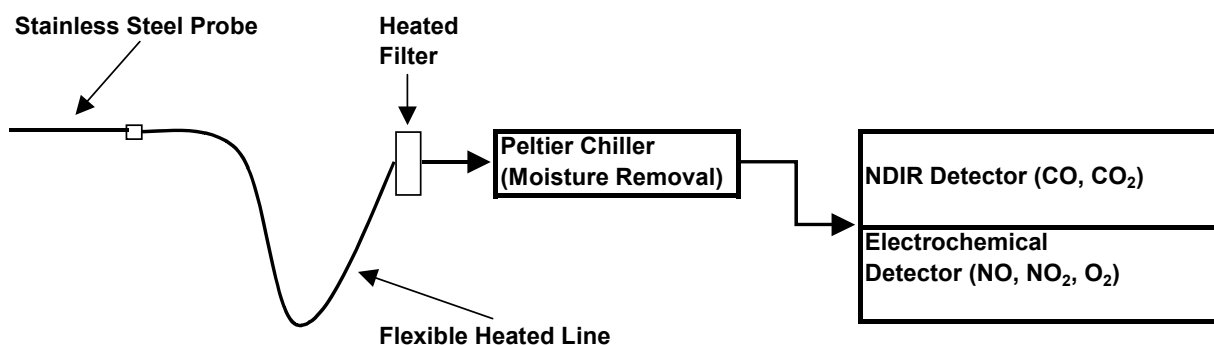 Stainless Steel Probe
Heated
Filter
Peltier Chiller
(Moisture Removal)
NDIR Detector (CO, CO₂)
Electrochemical
Detector (NO, NO₂, O₂)
Flexible Heated Line